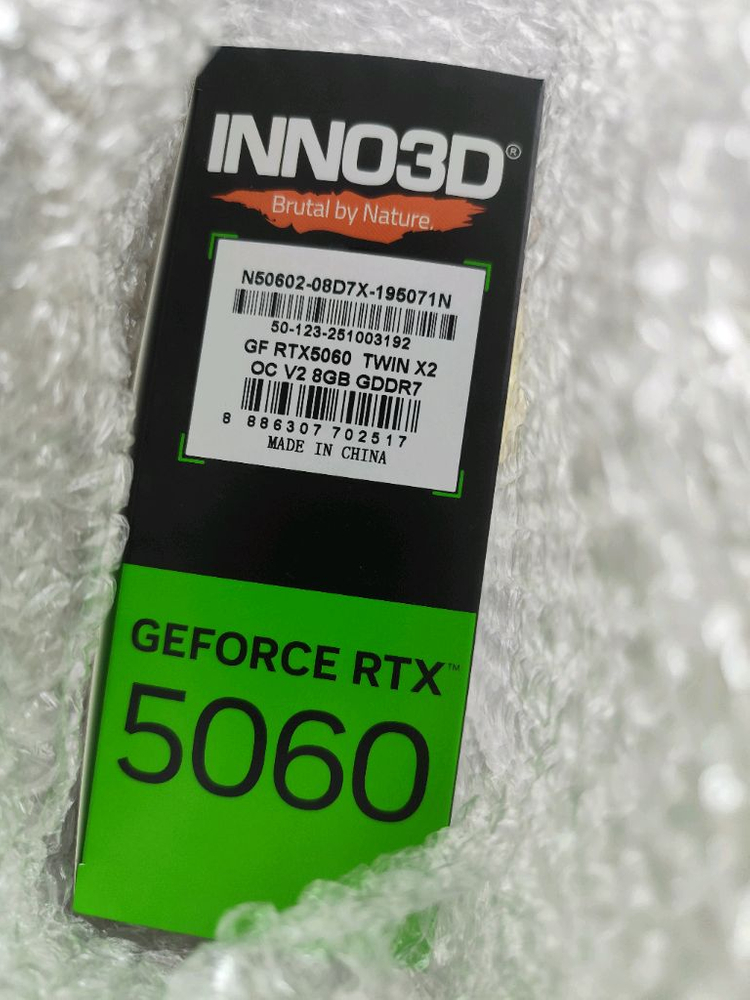 INNO3D®
Brutal by Nature.
N50602-08D7X-195071N
50-123-251003192
GF RTX5060 TWIN X2
OC V2 8GB GDDR7
8 886307 702517
MADE IN CHINA
GEFORCE RTX™
5060